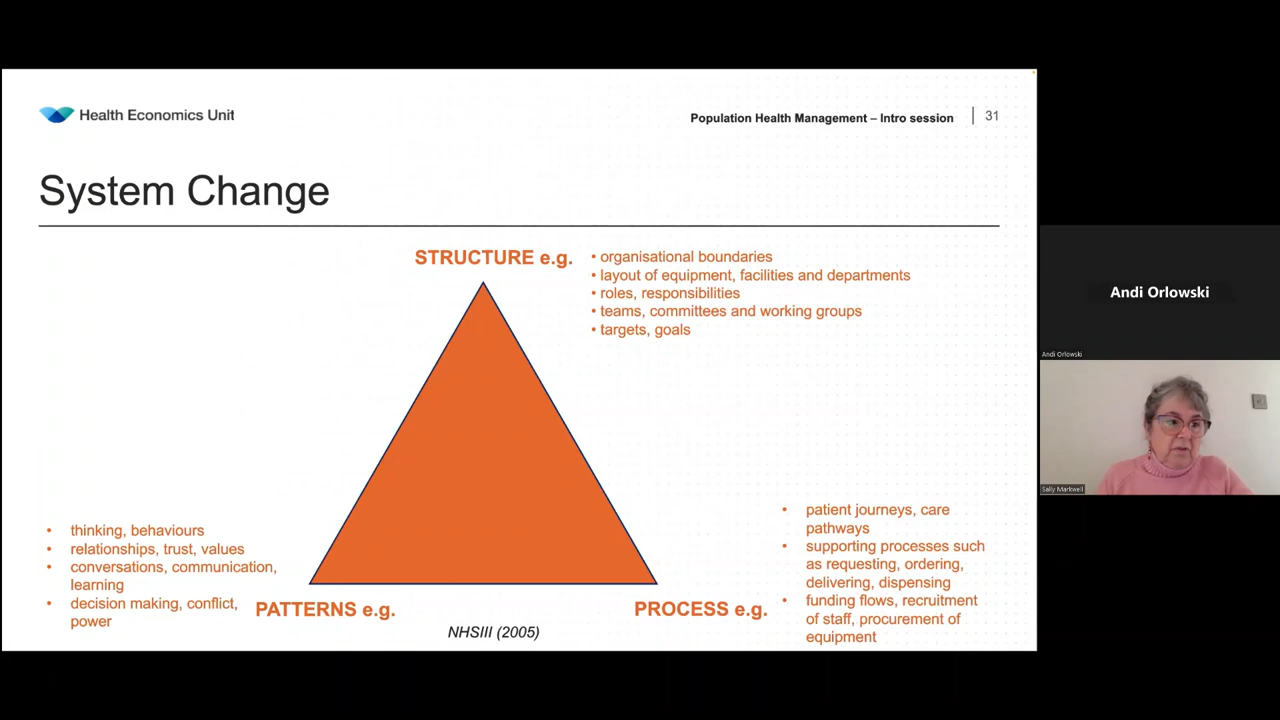 Health Economics Unit
Population Health Management – Intro session
31
System Change
STRUCTURE e.g.
• organisational boundaries
• layout of equipment, facilities and departments
• roles, responsibilities
• teams, committees and working groups
• targets, goals
• thinking, behaviours
• relationships, trust, values
• conversations, communication,
learning
• decision making, conflict,
power
PATTERNS e.g.
NHSIII (2005)
PROCESS e.g.
• patient journeys, care
pathways
• supporting processes such
as requesting, ordering,
delivering, dispensing
• funding flows, recruitment
of staff, procurement of
equipment
Andi Orlowski
Andi Orlowski
Sally Markwell